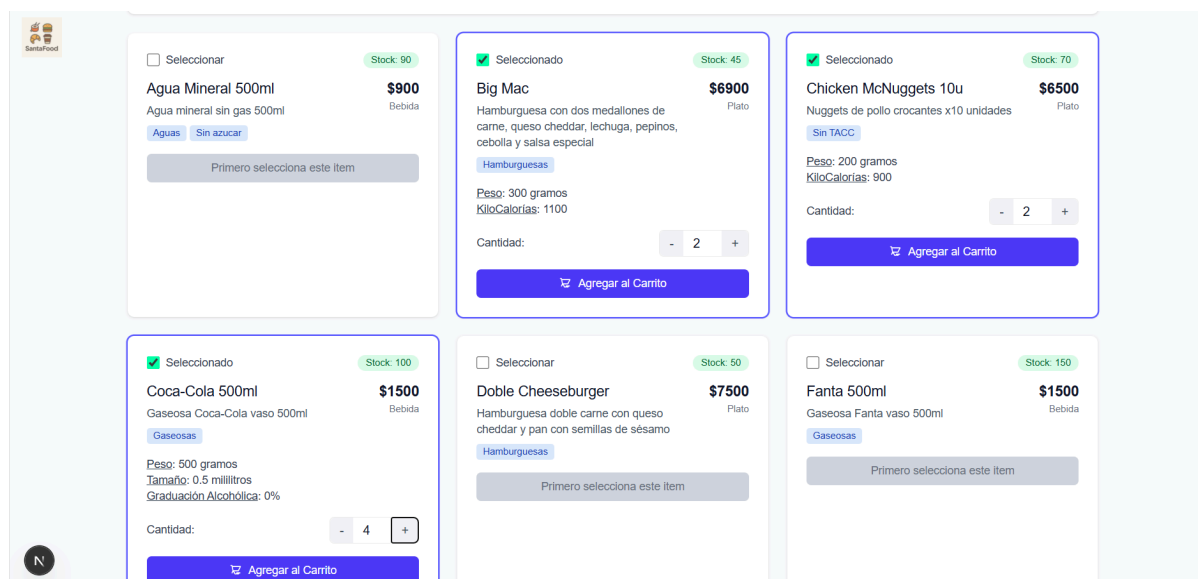 SantaFood
Seleccionar
Stock: 90
Agua Mineral 500ml
$900
Agua mineral sin gas 500ml
Bebida
Aguas
Sin azucar
Primero selecciona este item
Seleccionado
Stock: 45
Big Mac
$6900
Hamburguesa con dos medallones de
Plato
carne, queso cheddar, lechuga, pepinos,
cebolla y salsa especial
Hamburguesas
Peso: 300 gramos
KiloCalorías: 1100
Cantidad:
- 2 +
Agregar al Carrito
Seleccionado
Stock: 70
Chicken McNuggets 10u
$6500
Nuggets de pollo crocantes x10 unidades
Plato
Sin TACC
Peso: 200 gramos
KiloCalorías: 900
Cantidad:
- 2 +
Agregar al Carrito
Seleccionado
Stock: 100
Coca-Cola 500ml
$1500
Gaseosa Coca-Cola vaso 500ml
Bebida
Gaseosas
Peso: 500 gramos
Tamaño: 0.5 mililitros
Graduación Alcohólica: 0%
Cantidad:
- 4 +
Agregar al Carrito
Seleccionar
Stock: 50
Doble Cheeseburger
$7500
Hamburguesa doble carne con queso
Plato
cheddar y pan con semillas de sésamo
Hamburguesas
Primero selecciona este item
Seleccionar
Stock: 150
Fanta 500ml
$1500
Gaseosa Fanta vaso 500ml
Bebida
Gaseosas
Primero selecciona este item
N